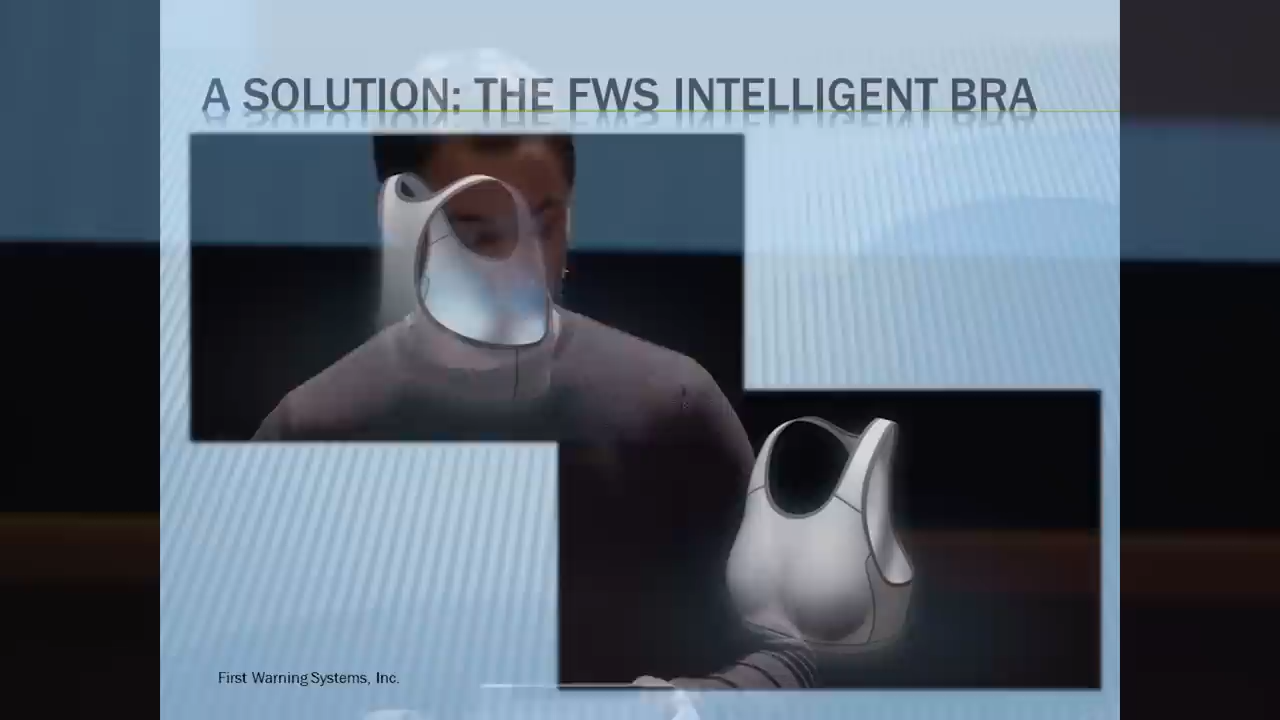 A SOLUTION: THE FWS INTELLIGENT BRA
First Warning Systems, Inc.